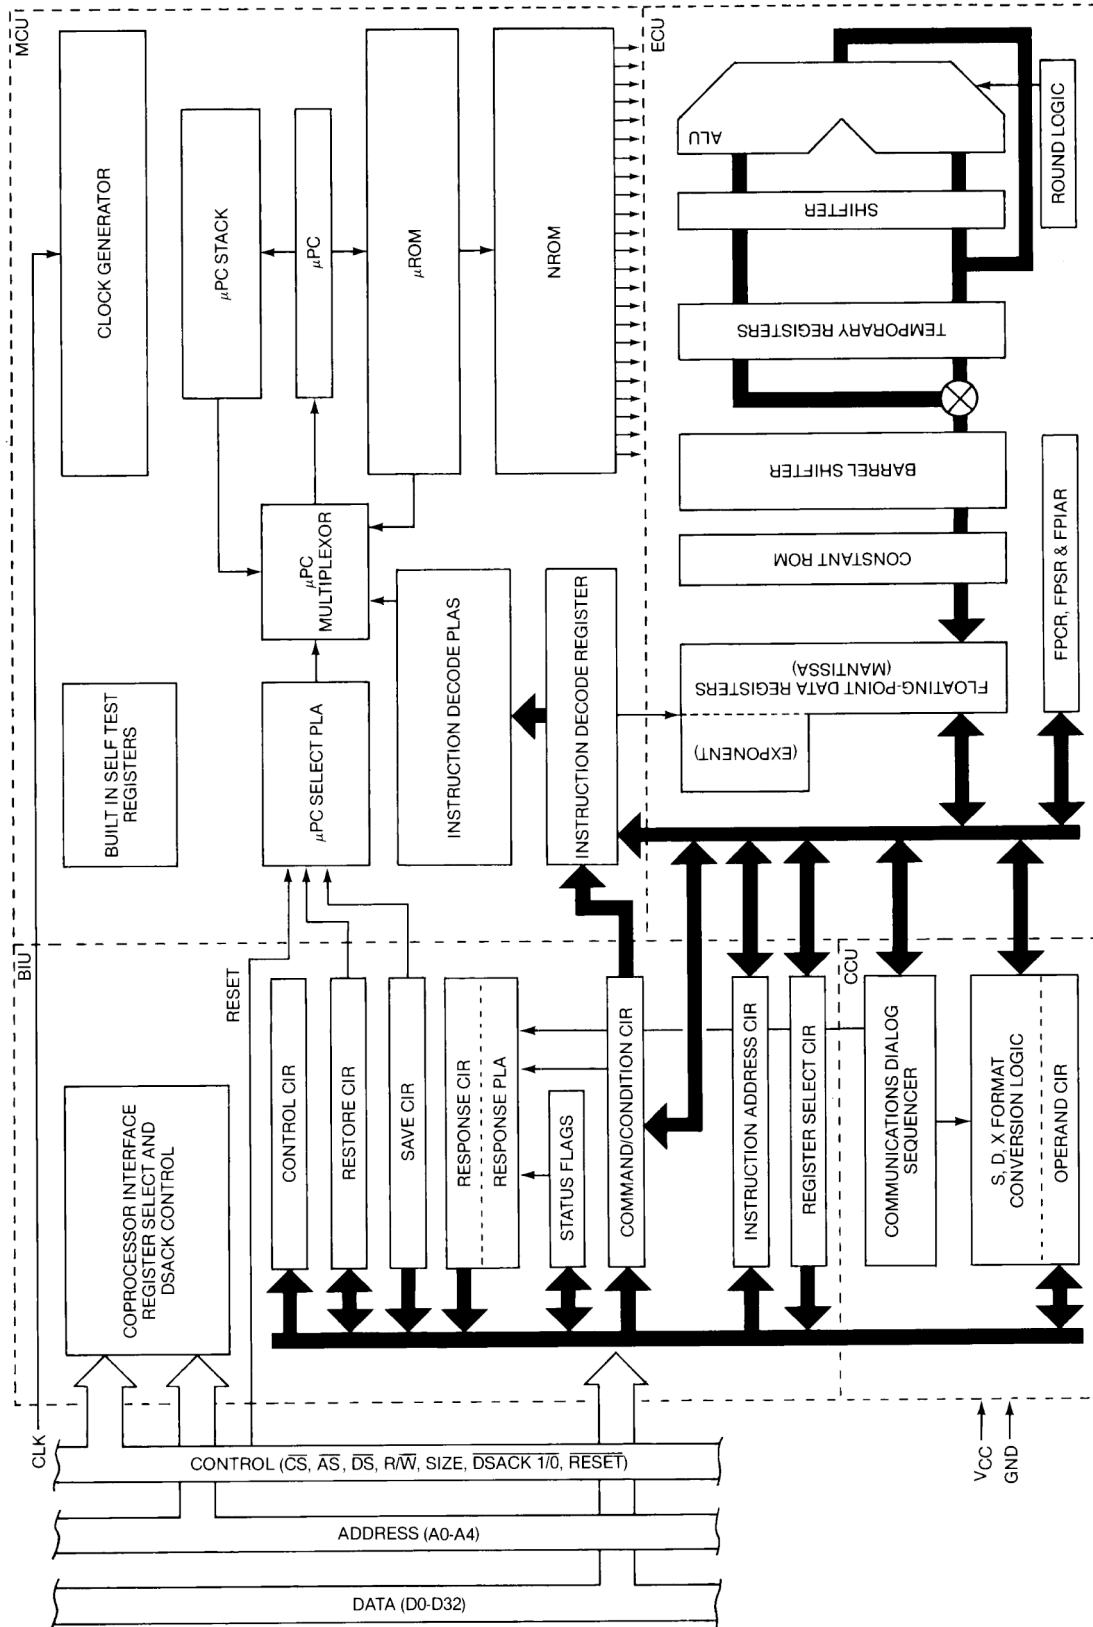 MCU
CLOCK GENERATOR
µPC STACK
µPC
µROM
NROM
µPC
MULTIPLEXOR
BUILT IN SELF TEST
REGISTERS
µPC SELECT PLA
INSTRUCTION DECODE PLAS
INSTRUCTION DECODE REGISTER
ECU
ALU
ROUND LOGIC
SHIFTER
TEMPORARY REGISTERS
BARREL SHIFTER
CONSTANT ROM
FLOATING-POINT DATA REGISTERS
(MANTISSA)
(EXPONENT)
FPCR, FPSR & FPIAR
BIU
RESET
COPROCESSOR INTERFACE
REGISTER SELECT AND
DSACK CONTROL
CONTROL CIR
RESTORE CIR
SAVE CIR
RESPONSE CIR
RESPONSE PLA
STATUS FLAGS
COMMAND/CONDITION CIR
INSTRUCTION ADDRESS CIR
REGISTER SELECT CIR
CCU
COMMUNICATIONS DIALOG
SEQUENCER
S, D, X FORMAT
CONVERSION LOGIC
OPERAND CIR
CLK
CONTROL (C̅S̅, A̅S̅, D̅S̅, R/W̅, SIZE, D̅S̅A̅C̅K̅ 1̅/0̅, R̅E̅S̅E̅T̅)
ADDRESS (A0-A4)
DATA (D0-D32)
VCC
GND